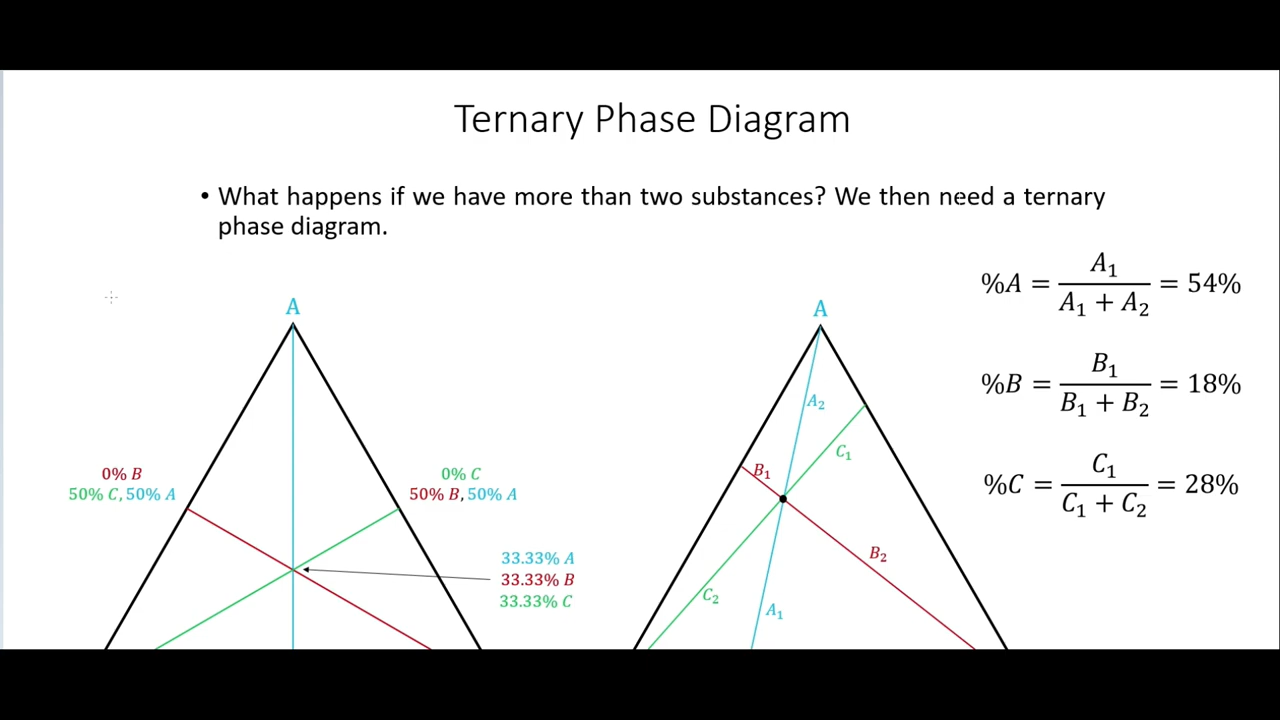 Ternary Phase Diagram
• What happens if we have more than two substances? We then need a ternary
phase diagram.
A
0% B
50% C, 50% A
0% C
50% B, 50% A
33.33% A
33.33% B
33.33% C
A
A₂
C₁
B₁
B₂
C₂
A₁
%A = A₁ / (A₁ + A₂) = 54%
%B = B₁ / (B₁ + B₂) = 18%
%C = C₁ / (C₁ + C₂) = 28%